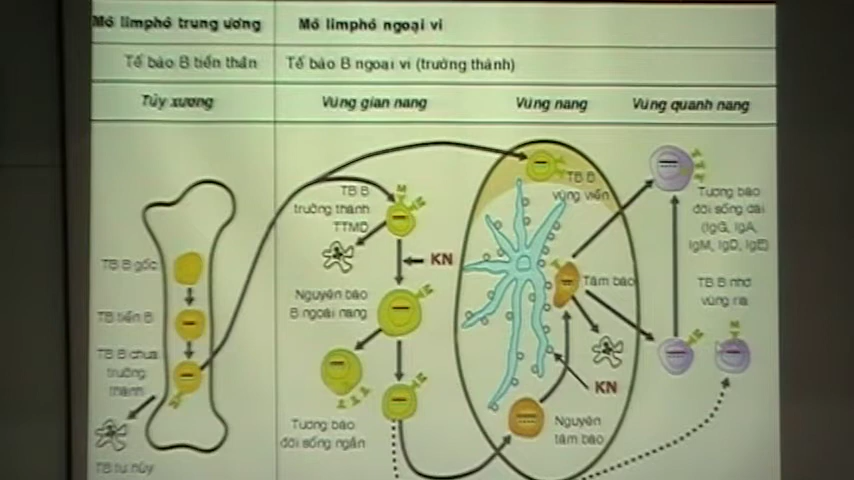 Mô limphô trung ương
Mô limphô ngoại vi
Tế bào B tiền thân
Tế bào B ngoại vi (trưởng thành)
Tủy xương
Vùng gian nang
Vùng nang
Vùng quanh nang
TB B gốc
TB tiền B
TB B chưa
trưởng
thành
TB tự hủy
TB B
trưởng thành
TTMD
M
KN
Nguyên bào
B ngoài nang
Tương bào
đời sống ngắn
TB B
vùng viền
Tâm bào
KN
Nguyên
tâm bào
Tương bào
đời sống dài
(IgG, IgA,
IgM, IgD, IgE)
TB B nhớ
vùng rìa
M